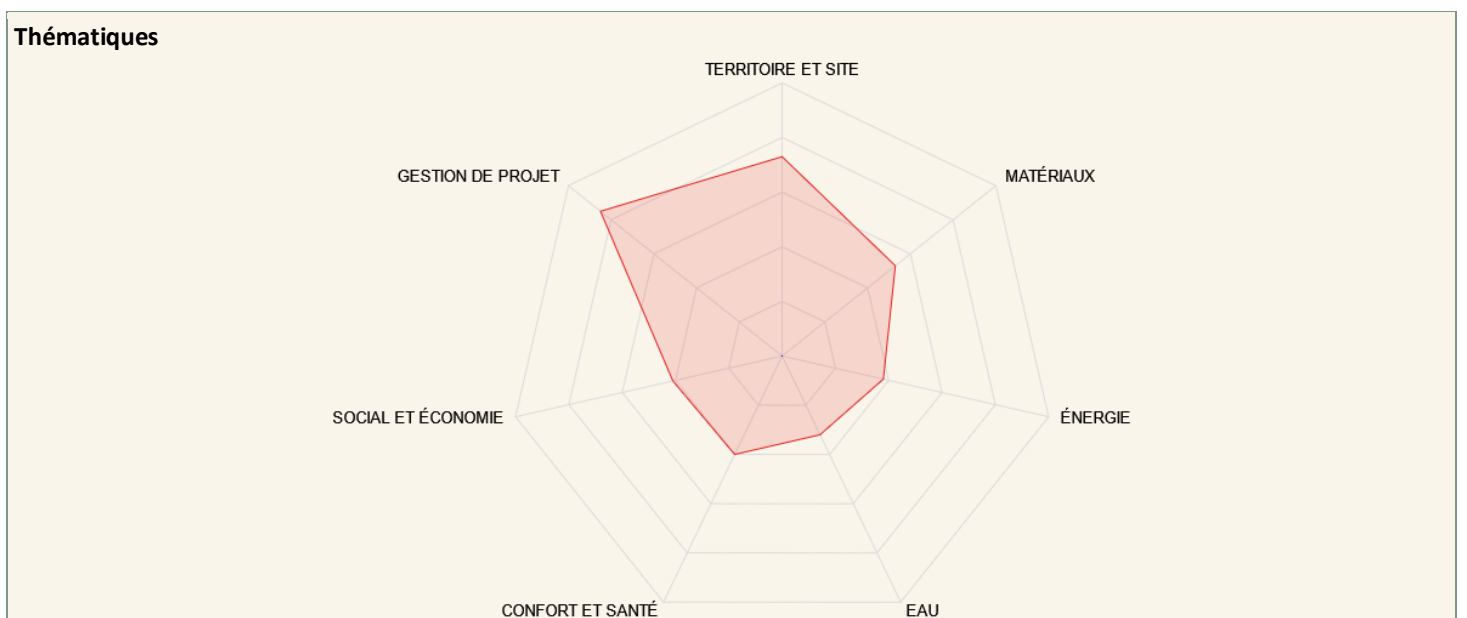 Thématiques
TERRITOIRE ET SITE
GESTION DE PROJET
MATÉRIAUX
SOCIAL ET ÉCONOMIE
ÉNERGIE
CONFORT ET SANTÉ
EAU